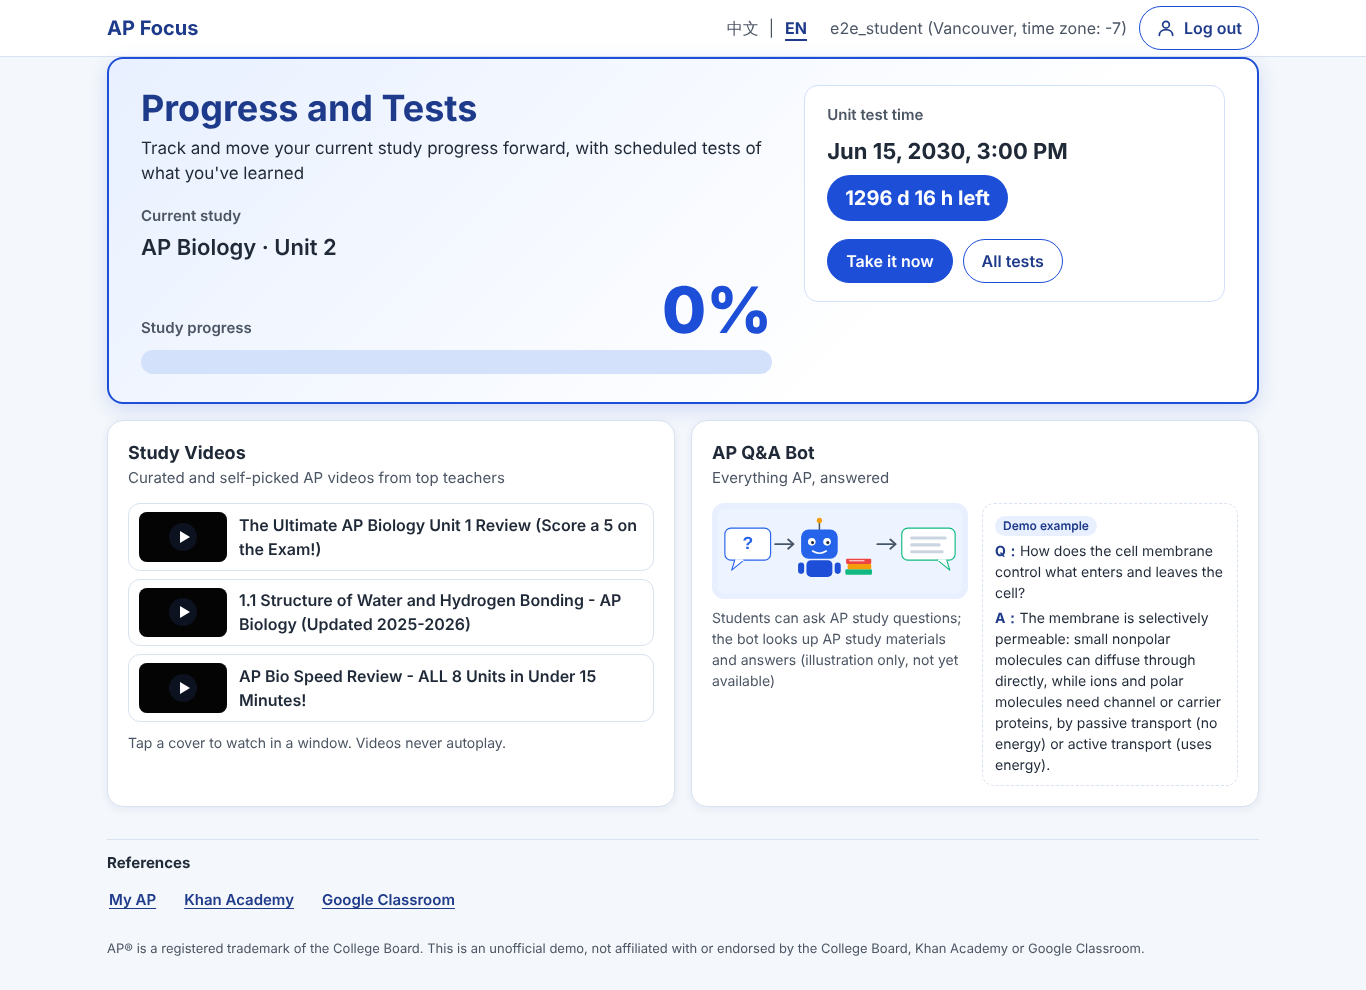 AP Focus
中文 | EN
e2e_student (Vancouver, time zone: -7)
Log out
Progress and Tests
Track and move your current study progress forward, with scheduled tests of
what you've learned
Current study
AP Biology · Unit 2
Study progress
0%
Unit test time
Jun 15, 2030, 3:00 PM
1296 d 16 h left
Take it now
All tests
Study Videos
Curated and self-picked AP videos from top teachers
The Ultimate AP Biology Unit 1 Review (Score a 5 on
the Exam!)
1.1 Structure of Water and Hydrogen Bonding - AP
Biology (Updated 2025-2026)
AP Bio Speed Review - ALL 8 Units in Under 15
Minutes!
Tap a cover to watch in a window. Videos never autoplay.
AP Q&A Bot
Everything AP, answered
?
Students can ask AP study questions;
the bot looks up AP study materials
and answers (illustration only, not yet
available)
Demo example
Q：How does the cell membrane
control what enters and leaves the
cell?
A：The membrane is selectively
permeable: small nonpolar
molecules can diffuse through
directly, while ions and polar
molecules need channel or carrier
proteins, by passive transport (no
energy) or active transport (uses
energy).
References
My AP
Khan Academy
Google Classroom
AP® is a registered trademark of the College Board. This is an unofficial demo, not affiliated with or endorsed by the College Board, Khan Academy or Google Classroom.